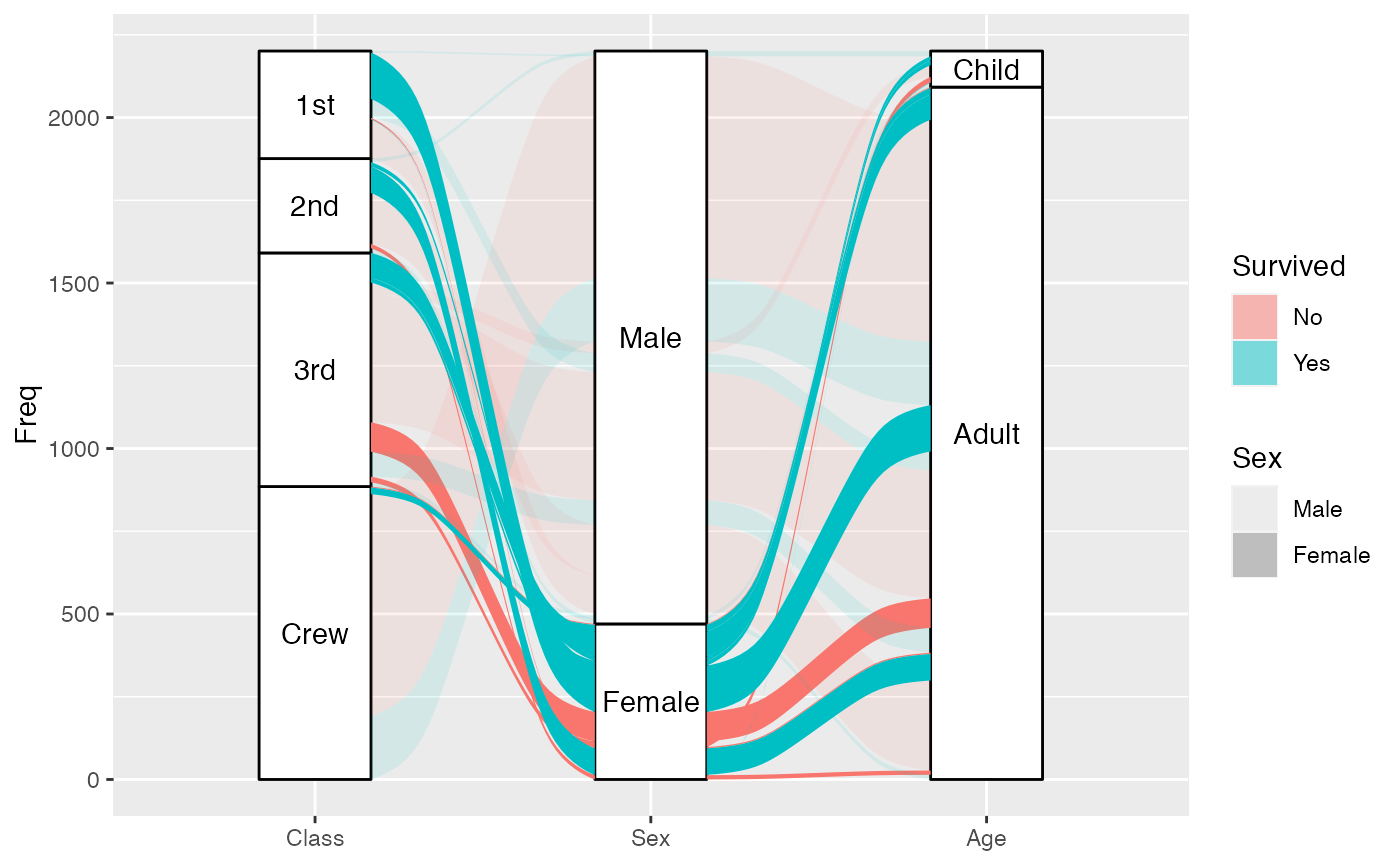 Freq
2000
1500
1000
500
0
1st
2nd
3rd
Crew
Male
Female
Child
Adult
Class
Sex
Age
Survived
No
Yes
Sex
Male
Female